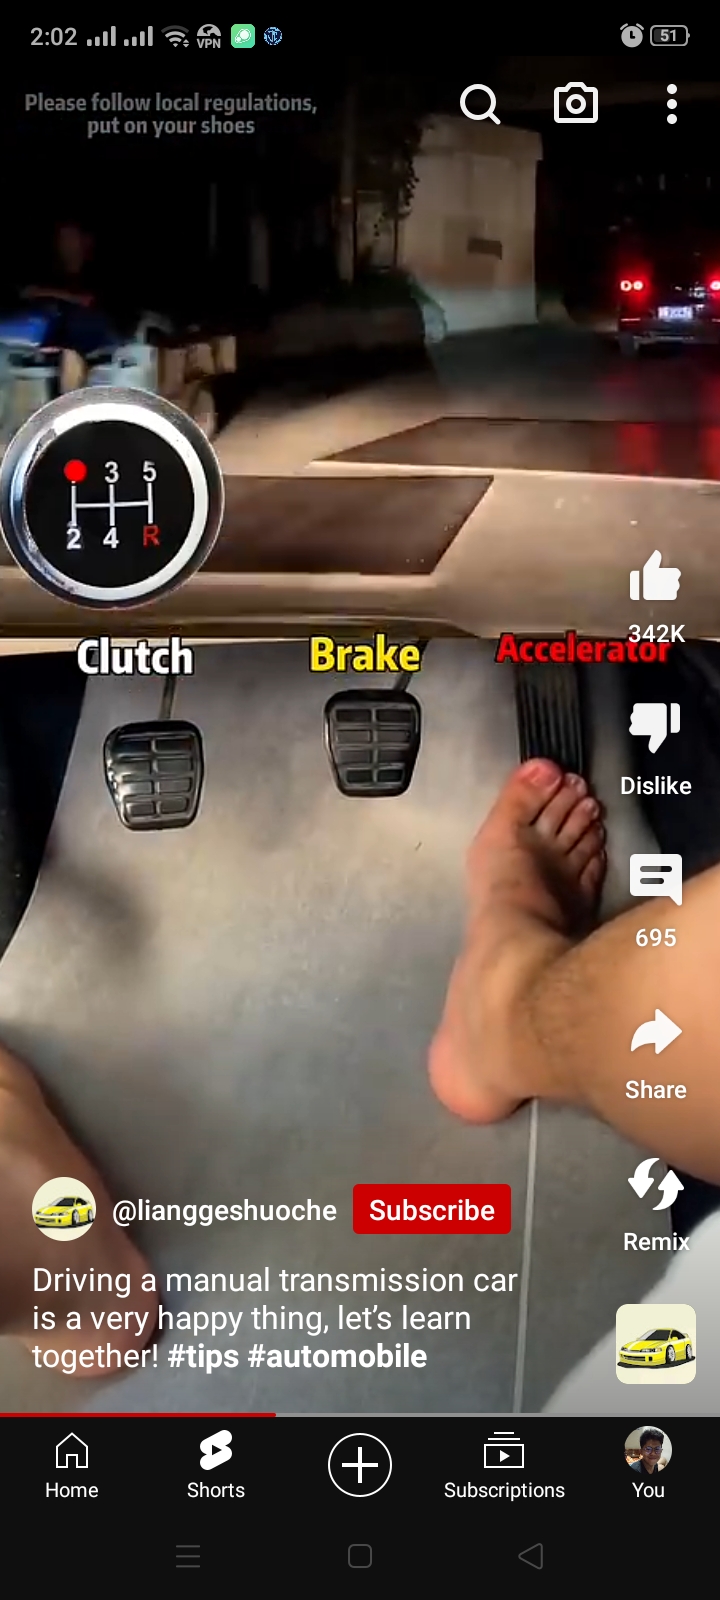 2:02
VPN
51
Please follow local regulations,
put on your shoes
3 5
2 4 R
342K
Clutch
Brake
Accelerator
Dislike
695
Share
@lianggeshuoche
Subscribe
Remix
Driving a manual transmission car
is a very happy thing, let's learn
together! #tips #automobile
Home
Shorts
Subscriptions
You